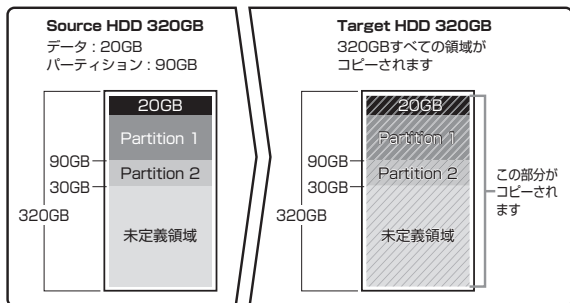 Source HDD 320GB
データ : 20GB
パーティション : 90GB
20GB
Partition 1
90GB
Partition 2
30GB
320GB
未定義領域
Target HDD 320GB
320GBすべての領域が
コピーされます
20GB
Partition 1
90GB
Partition 2
30GB
320GB
未定義領域
この部分が
コピーされ
ます